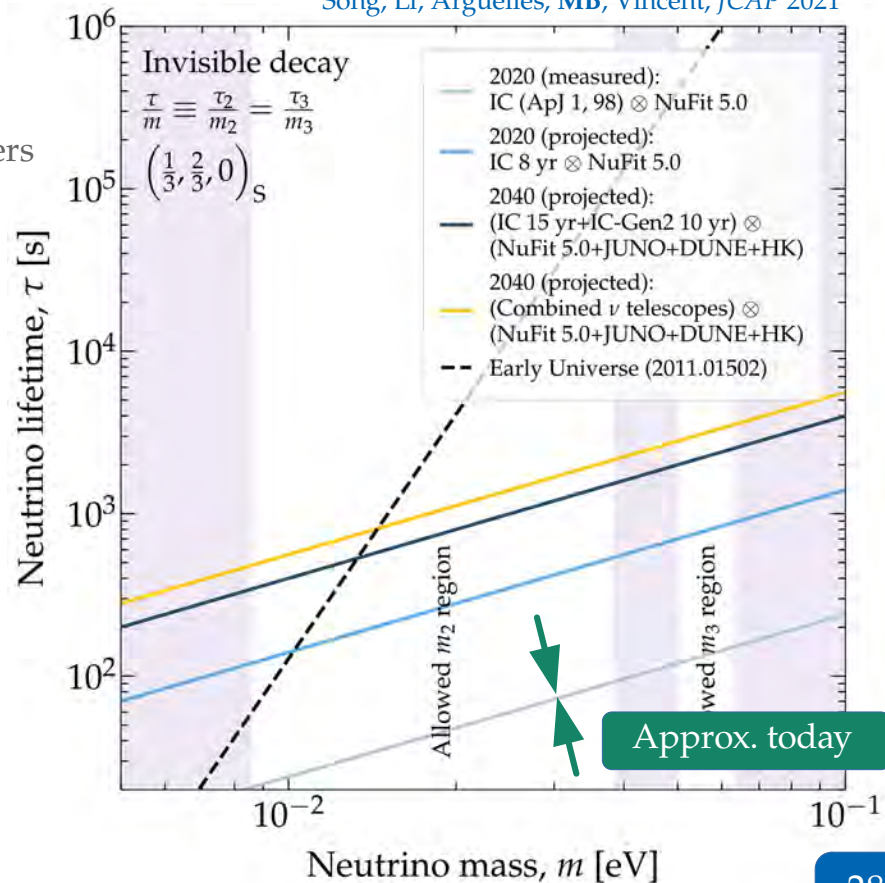 Song, Li, Argüelles, MB, Vincent, JCAP 2021
ers
Invisible decay
τ/m ≡ τ₂/m₂ = τ₃/m₃
(1/3, 2/3, 0)S
2020 (measured):
IC (ApJ 1, 98) ⊗ NuFit 5.0
2020 (projected):
IC 8 yr ⊗ NuFit 5.0
2040 (projected):
(IC 15 yr+IC-Gen2 10 yr) ⊗
(NuFit 5.0+JUNO+DUNE+HK)
2040 (projected):
(Combined ν telescopes) ⊗
(NuFit 5.0+JUNO+DUNE+HK)
Early Universe (2011.01502)
Neutrino lifetime, τ [s]
10⁶
10⁵
10⁴
10³
10²
Allowed m₂ region
owed m₃ region
Approx. today
10⁻²
10⁻¹
Neutrino mass, m [eV]